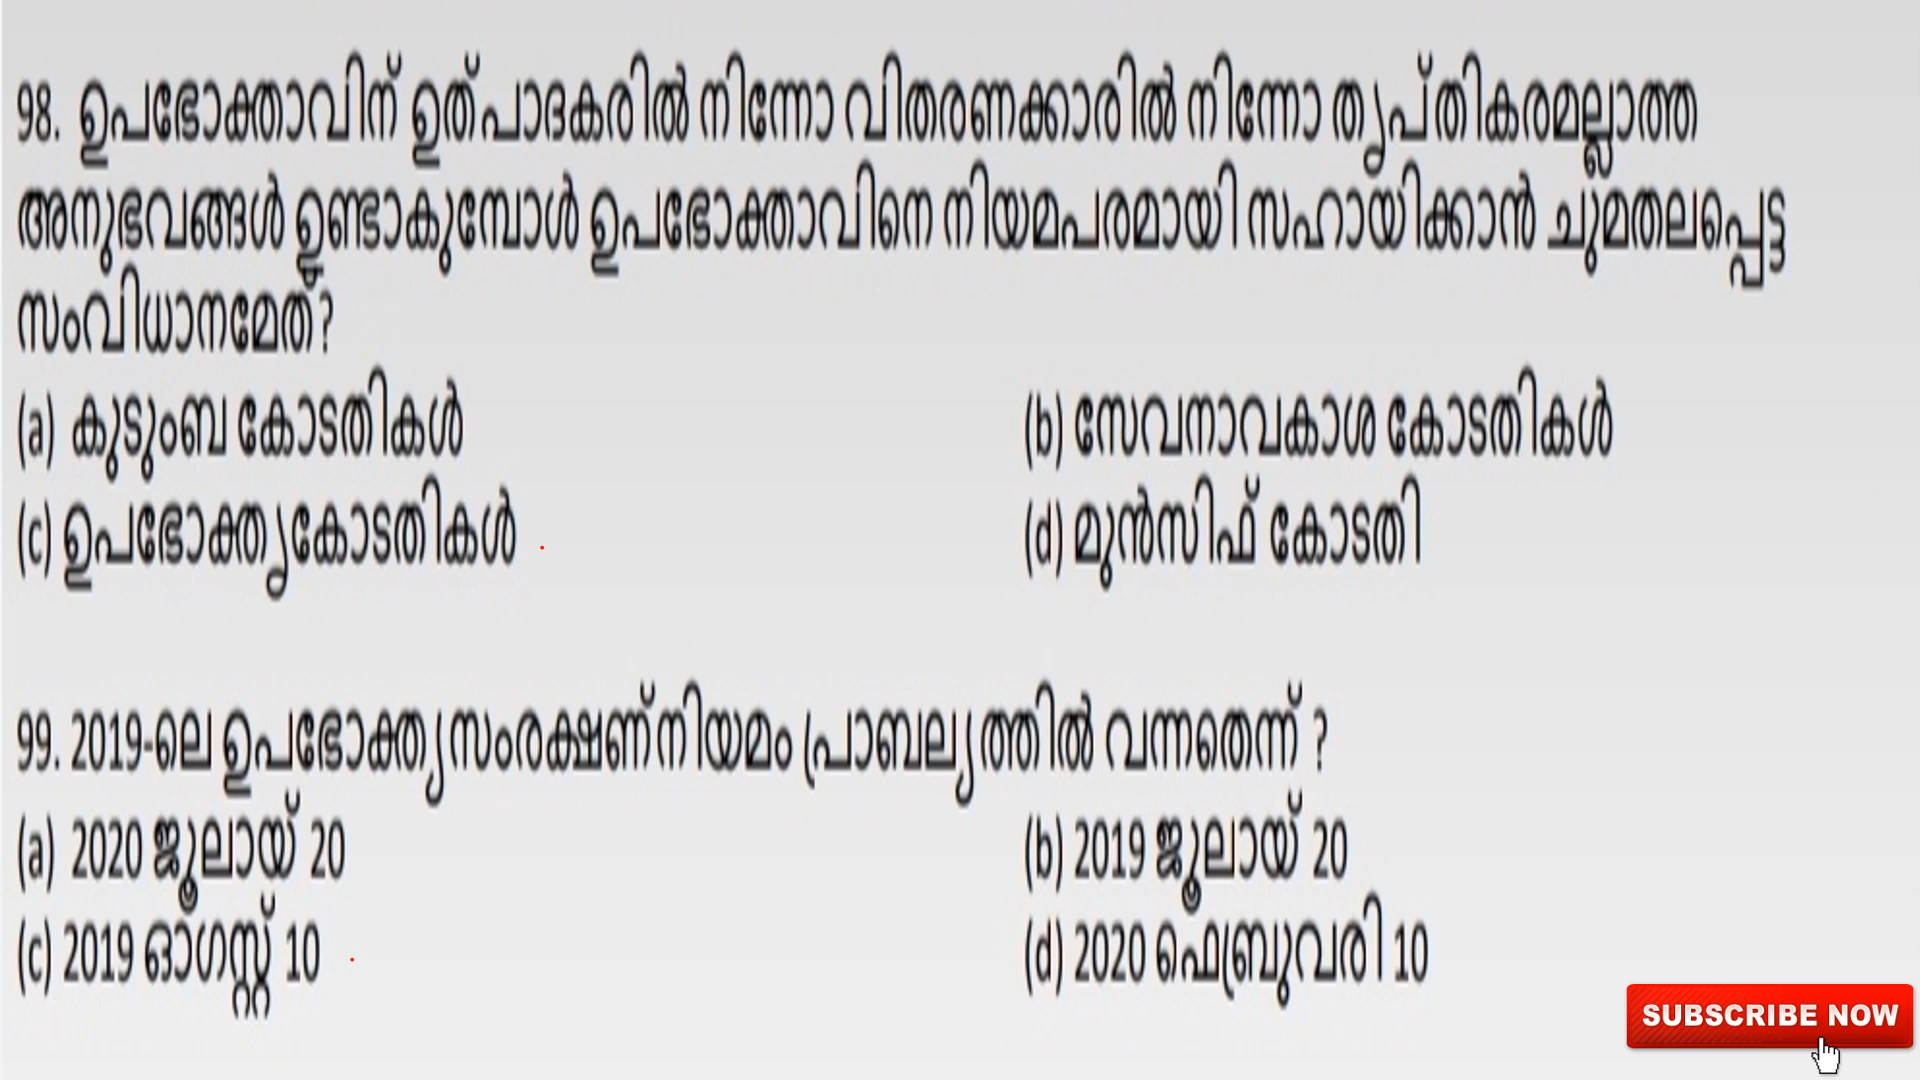 98. ഉപഭോക്താവിന് ഉത്പാദകരിൽ നിന്നോ വിതരണക്കാരിൽ നിന്നോ തൃപ്തികരമല്ലാത്ത
അനുഭവങ്ങൾ ഉണ്ടാകുമ്പോൾ ഉപഭോക്താവിനെ നിയമപരമായി സഹായിക്കാൻ ചുമതലപ്പെട്ട
സംവിധാനമേത്?
(a) കുടുംബ കോടതികൾ (b) സേവനാവകാശ കോടതികൾ
(c) ഉപഭോക്തൃകോടതികൾ (d) മുൻസിഫ് കോടതി
99. 2019-ലെ ഉപഭോക്ത്യസംരക്ഷണ്നിയമം പ്രാബല്യത്തിൽ വന്നതെന്ന് ?
(a) 2020 ജൂലായ് 20 (b) 2019 ജൂലായ് 20
(c) 2019 ഓഗസ്റ്റ് 10 (d) 2020 ഫെബ്രുവരി 10
SUBSCRIBE NOW